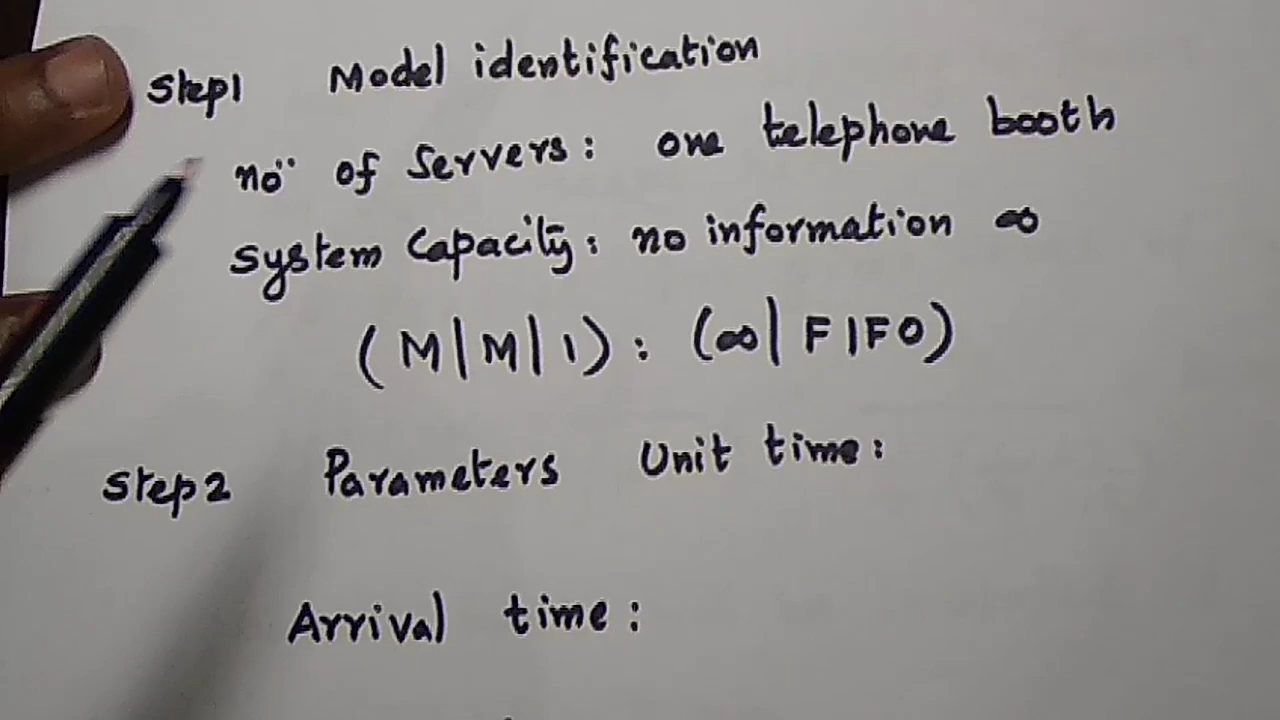 Step1 Model identification
no¨ of Servers: one telephone booth
system Capacity: no information ∞
(M|M|1): (∞|FIFO)
Step2 Parameters Unit time:
Arrival time: